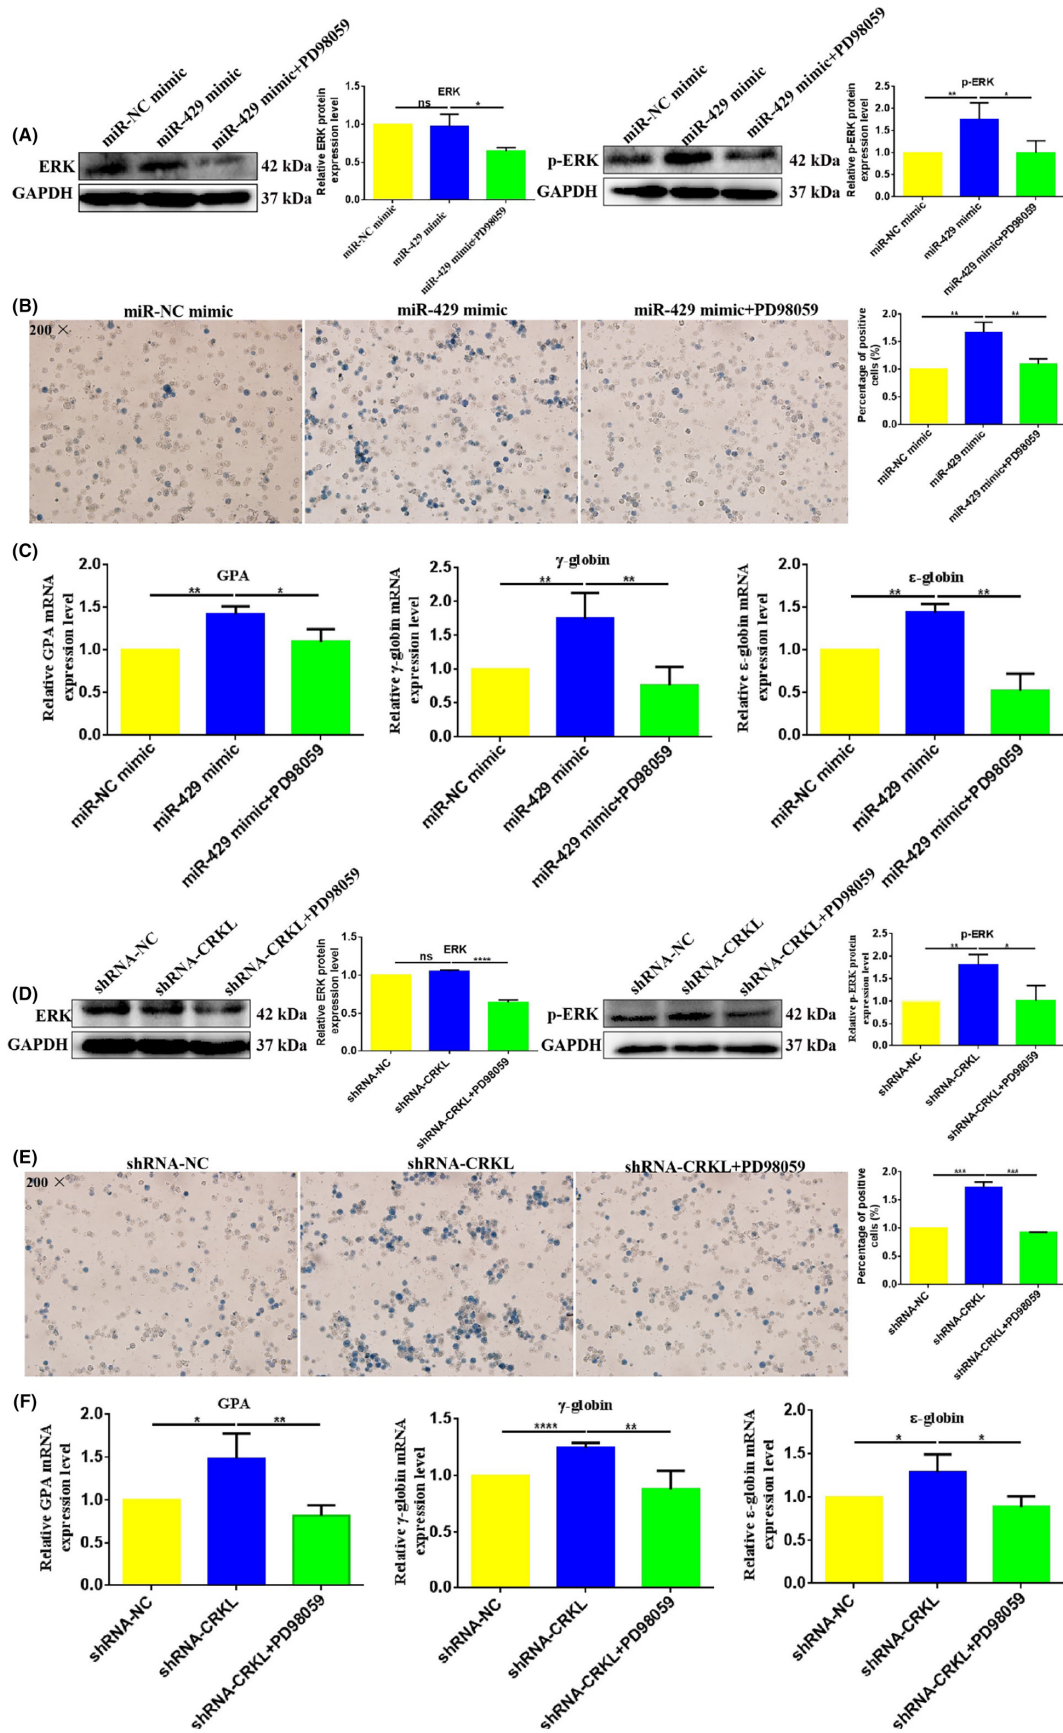 (A)
miR-NC mimic
miR-429 mimic
miR-429 mimic+PD98059
ERK
42 kDa
GAPDH
37 kDa
ERK
Relative ERK protein
expression level
1.5
1.0
0.5
0.0
ns
*
miR-NC mimic
miR-429 mimic
miR-429 mimic+PD98059
miR-NC mimic
miR-429 mimic
miR-429 mimic+PD98059
p-ERK
42 kDa
GAPDH
37 kDa
p-ERK
Relative p-ERK protein
expression level
2.5
2.0
1.5
1.0
0.5
0.0
**
*
miR-NC mimic
miR-429 mimic
miR-429 mimic+PD98059
(B)
miR-NC mimic
miR-429 mimic
miR-429 mimic+PD98059
200 ×
Percentage of positive
cells (%)
2.0
1.5
1.0
0.5
0.0
**
**
miR-NC mimic
miR-429 mimic
miR-429 mimic+PD98059
(C)
GPA
Relative GPA mRNA
expression level
2.0
1.5
1.0
0.5
0.0
**
*
miR-NC mimic
miR-429 mimic
miR-429 mimic+PD98059
γ-globin
Relative γ-globin mRNA
expression level
2.5
2.0
1.5
1.0
0.5
0.0
**
**
miR-NC mimic
miR-429 mimic
miR-429 mimic+PD98059
ε-globin
Relative ε-globin mRNA
expression level
2.0
1.5
1.0
0.5
0.0
**
**
miR-NC mimic
miR-429 mimic
miR-429 mimic+PD98059
(D)
shRNA-NC
shRNA-CRKL
shRNA-CRKL+PD98059
ERK
42 kDa
GAPDH
37 kDa
ERK
Relative ERK protein
expression level
1.5
1.0
0.5
0.0
ns
****
shRNA-NC
shRNA-CRKL
shRNA-CRKL+PD98059
shRNA-NC
shRNA-CRKL
shRNA-CRKL+PD98059
p-ERK
42 kDa
GAPDH
37 kDa
p-ERK
Relative p-ERK protein
expression level
2.5
2.0
1.5
1.0
0.5
0.0
**
*
shRNA-NC
shRNA-CRKL
shRNA-CRKL+PD98059
(E)
shRNA-NC
shRNA-CRKL
shRNA-CRKL+PD98059
200 ×
Percentage of positive
cells (%)
2.0
1.5
1.0
0.5
0.0
***
***
shRNA-NC
shRNA-CRKL
shRNA-CRKL+PD98059
(F)
GPA
Relative GPA mRNA
expression level
2.0
1.5
1.0
0.5
0.0
*
**
shRNA-NC
shRNA-CRKL
shRNA-CRKL+PD98059
γ-globin
Relative γ-globin mRNA
expression level
1.5
1.0
0.5
0.0
****
**
shRNA-NC
shRNA-CRKL
shRNA-CRKL+PD98059
ε-globin
Relative ε-globin mRNA
expression level
2.0
1.5
1.0
0.5
0.0
*
*
shRNA-NC
shRNA-CRKL
shRNA-CRKL+PD98059